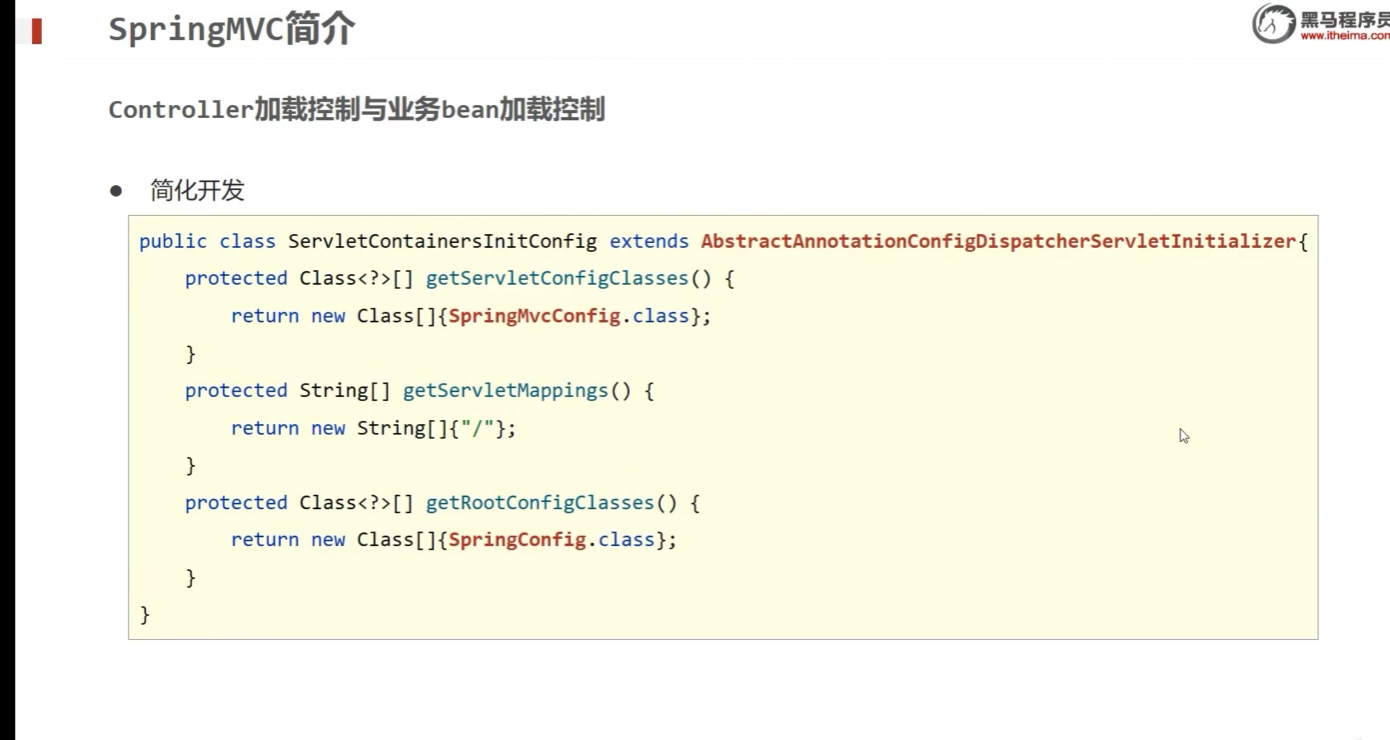 SpringMVC简介
黑马程序员
www.itheima.com
Controller加载控制与业务bean加载控制
● 简化开发
public class ServletContainersInitConfig extends AbstractAnnotationConfigDispatcherServletInitializer{
    protected Class<?>[] getServletConfigClasses() {
        return new Class[]{SpringMvcConfig.class};
    }
    protected String[] getServletMappings() {
        return new String[]{"/"};
    }
    protected Class<?>[] getRootConfigClasses() {
        return new Class[]{SpringConfig.class};
    }
}